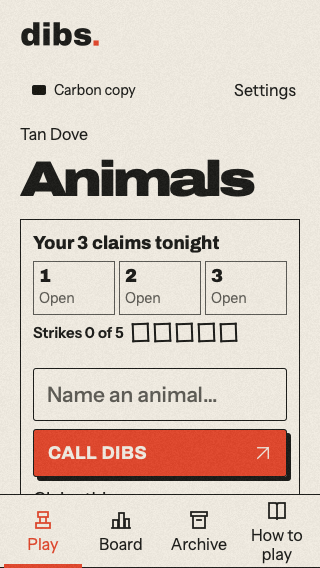 dibs.
Carbon copy
Settings
Tan Dove
Animals
Your 3 claims tonight
1
Open
2
Open
3
Open
Strikes 0 of 5
Name an animal...
CALL DIBS
Play
Board
Archive
How to
play